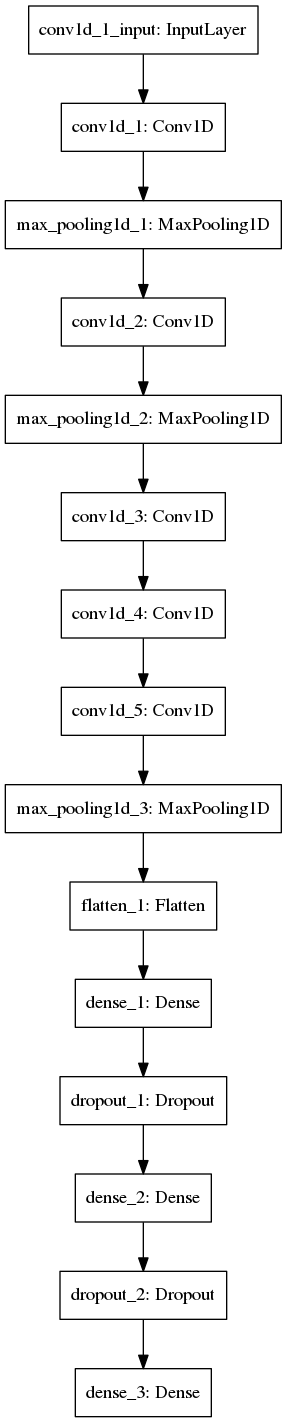 conv1d_1_input: InputLayer
conv1d_1: Conv1D
max_pooling1d_1: MaxPooling1D
conv1d_2: Conv1D
max_pooling1d_2: MaxPooling1D
conv1d_3: Conv1D
conv1d_4: Conv1D
conv1d_5: Conv1D
max_pooling1d_3: MaxPooling1D
flatten_1: Flatten
dense_1: Dense
dropout_1: Dropout
dense_2: Dense
dropout_2: Dropout
dense_3: Dense